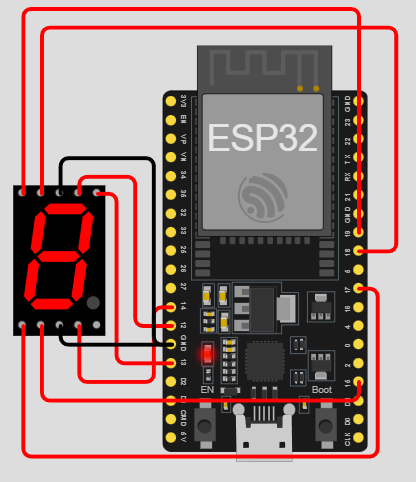 ESP32
3V3
EN
VP
VN
34
35
32
33
25
26
27
14
12
GND
13
D2
CMD
5V
GND
23
22
TX
RX
21
GND
19
18
5
17
16
4
0
2
15
D0
CLK
EN
Boot